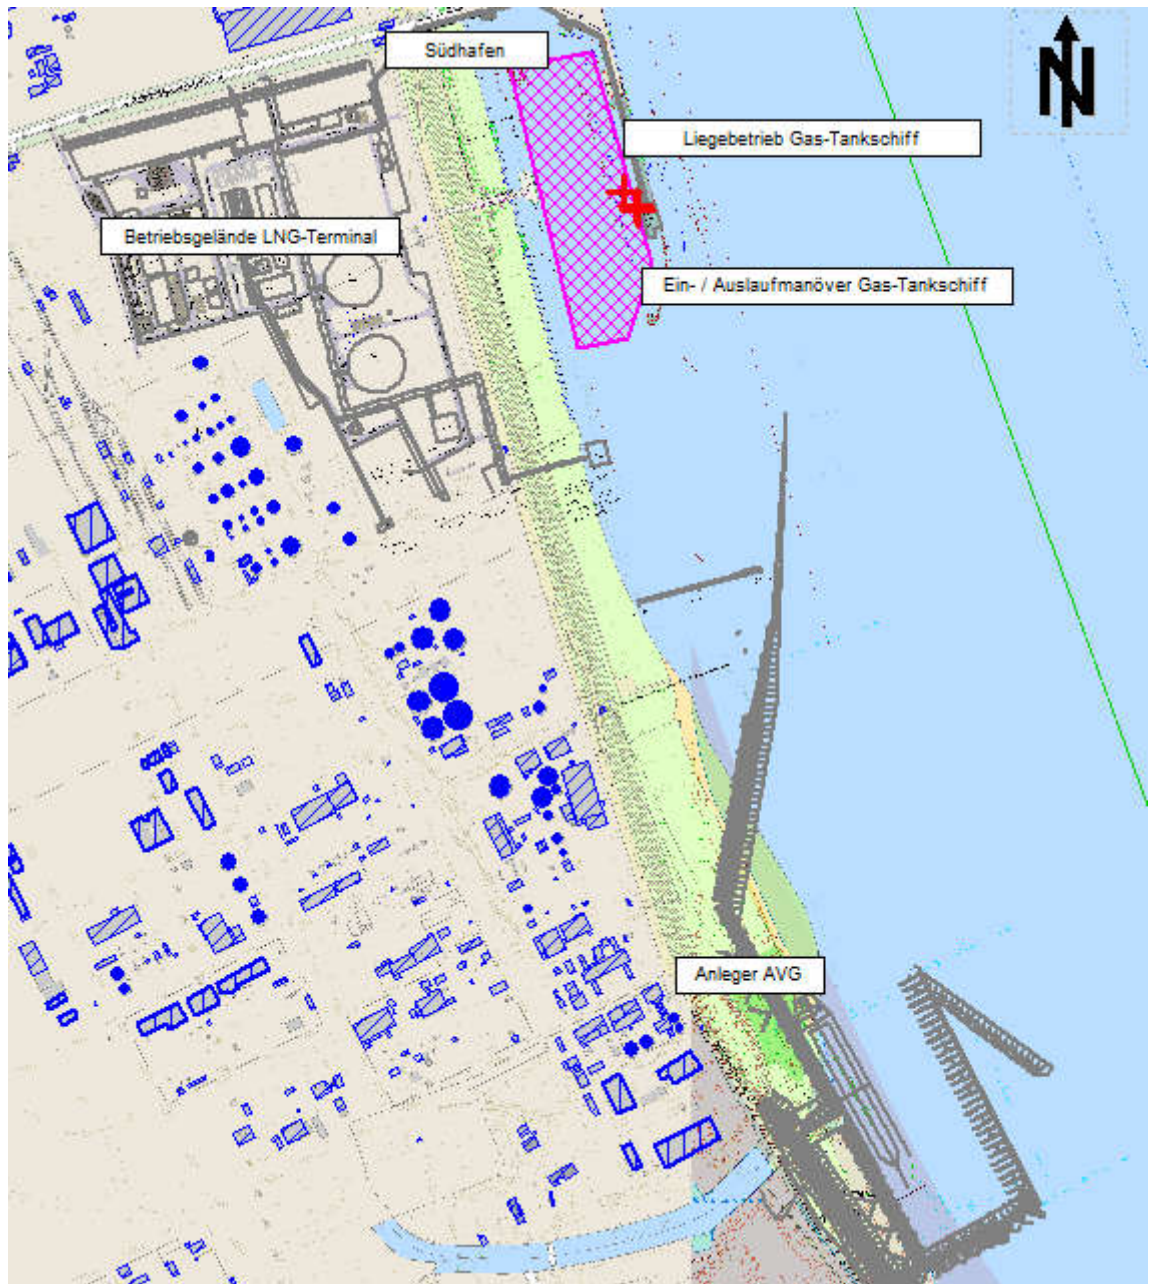 Südhafen
N
Liegebetrieb Gas-Tankschiff
Betriebsgelände LNG-Terminal
Ein- / Auslaufmanöver Gas-Tankschiff
Anleger AVG